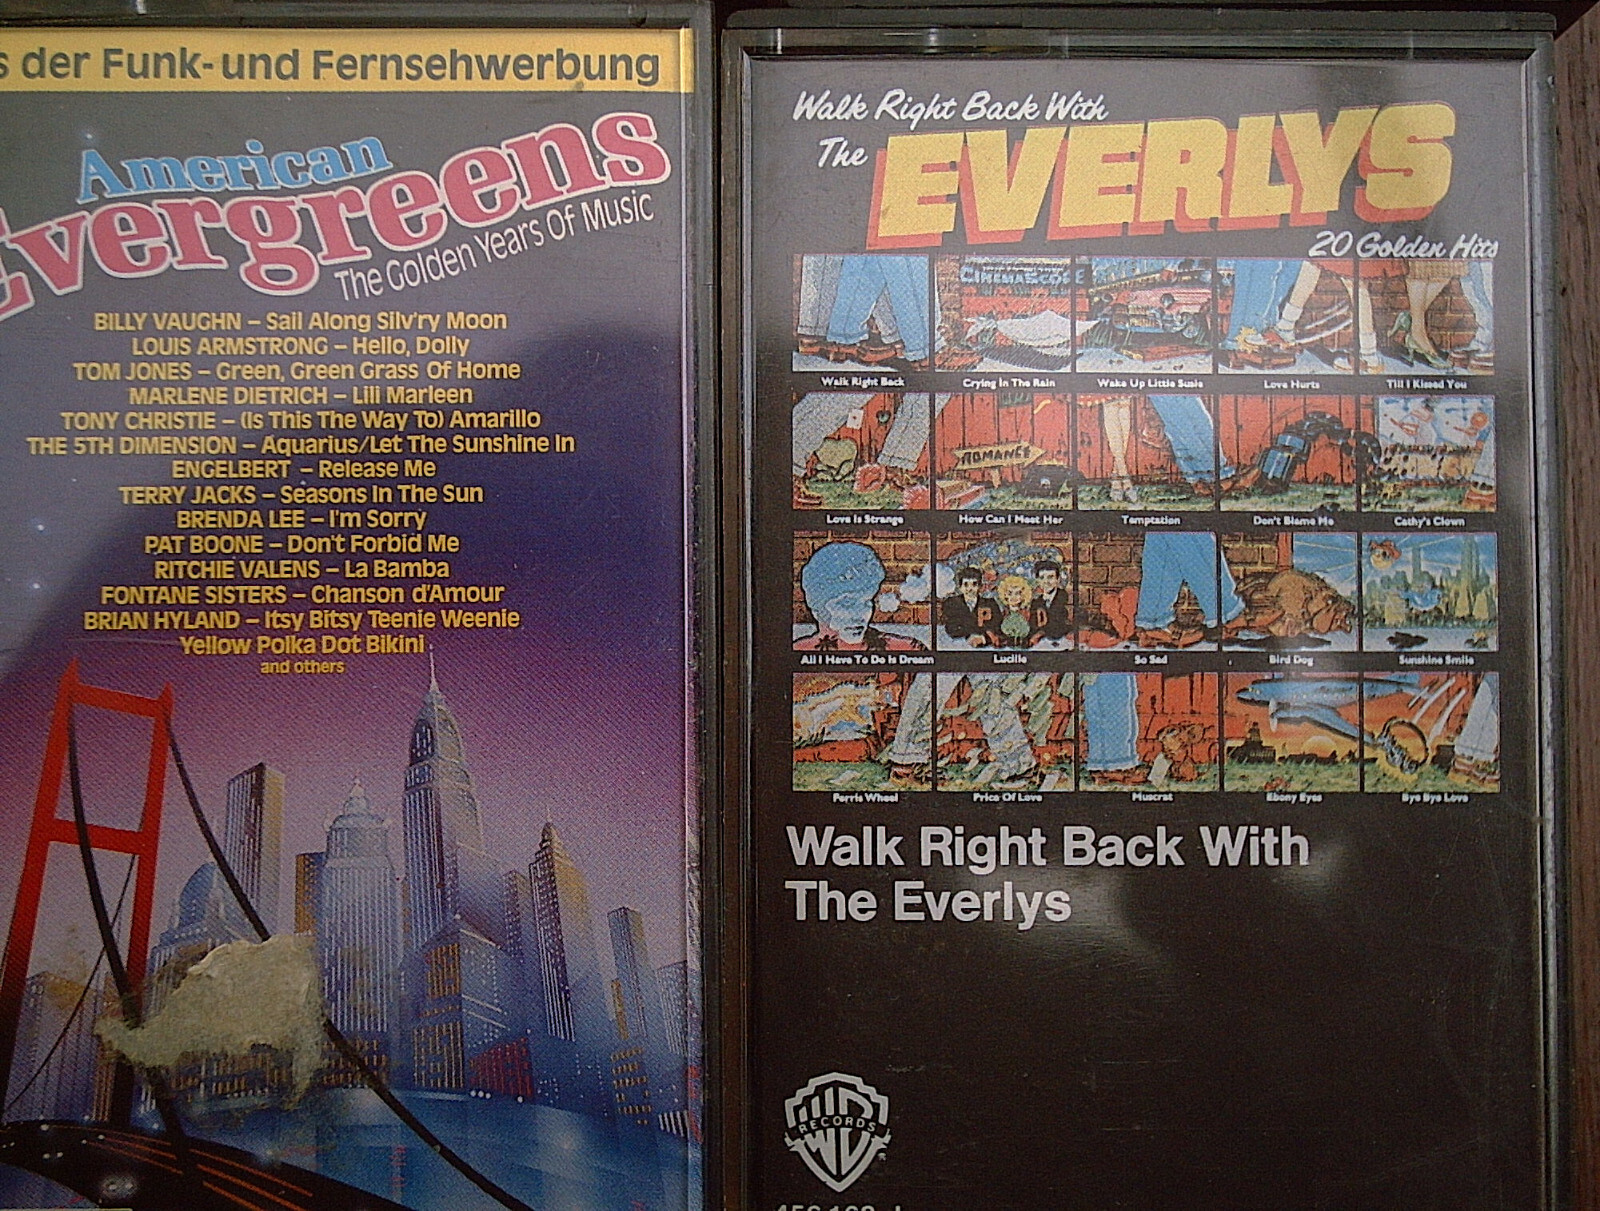 s der Funk-und Fernsehwerbung
American
Evergreens
The Golden Years Of Music
BILLY VAUGHN – Sail Along Silv'ry Moon
LOUIS ARMSTRONG – Hello, Dolly
TOM JONES – Green, Green Grass Of Home
MARLENE DIETRICH – Lili Marleen
TONY CHRISTIE – (Is This The Way To) Amarillo
THE 5TH DIMENSION – Aquarius/Let The Sunshine In
ENGELBERT – Release Me
TERRY JACKS – Seasons In The Sun
BRENDA LEE – I'm Sorry
PAT BOONE – Don't Forbid Me
RITCHIE VALENS – La Bamba
FONTANE SISTERS – Chanson d'Amour
BRIAN HYLAND – Itsy Bitsy Teenie Weenie
Yellow Polka Dot Bikini
and others
Walk Right Back With
The EVERLYS
20 Golden Hits
CINEMASCOPE
Walk Right Back Crying In The Rain Wake Up Little Susie Love Hurts Till I Kissed You
ROMANCE
Love Is Strange How Can I Meet Her Temptation Don't Blame Me Cathy's Clown
P D
All I Have To Do Is Dream Lucille So Sad Bird Dog Sunshine Smile
Ferris Wheel Price Of Love Muscrat Ebony Eyes Bye Bye Love
Walk Right Back With
The Everlys
RECORDS